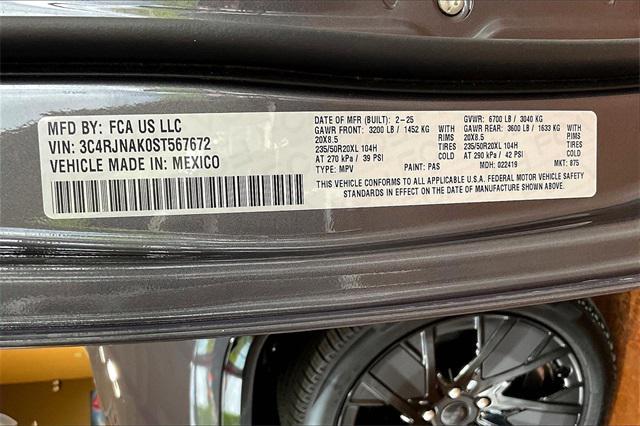 MFD BY: FCA US LLC
VIN: 3C4RJNAK0ST567672
VEHICLE MADE IN: MEXICO
DATE OF MFR (BUILT): 2-25 GVWR: 6700 LB / 3040 KG
GAWR FRONT: 3200 LB / 1452 KG WITH GAWR REAR: 3600 LB / 1633 KG WITH
20X8.5 RIMS 20X8.5 RIMS
235/50R20XL 104H TIRES 235/50R20XL 104H TIRES
AT 270 kPa / 39 PSI COLD AT 290 kPa / 42 PSI COLD
TYPE: MPV PAINT: PAS MDH: 022419 MKT: 875
THIS VEHICLE CONFORMS TO ALL APPLICABLE U.S.A. FEDERAL MOTOR VEHICLE SAFETY
STANDARDS IN EFFECT ON THE DATE OF MANUFACTURE SHOWN ABOVE.